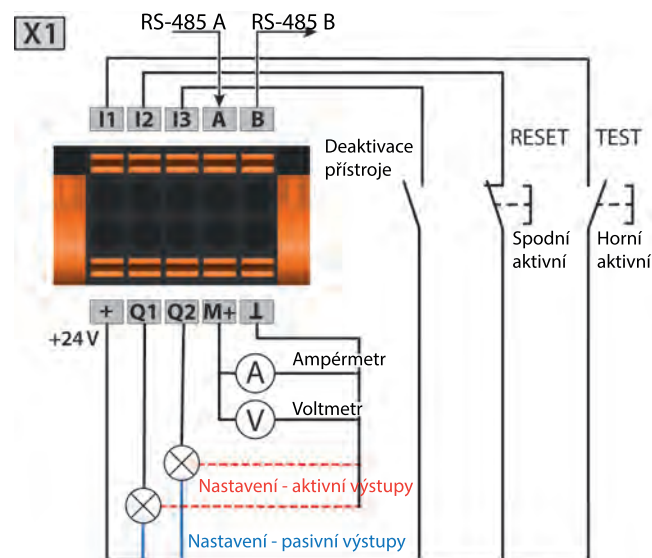 X1
RS-485 A
RS-485 B
I1 I2 I3 A B
Deaktivace
přístroje
RESET
TEST
Spodní
aktivní
Horní
aktivní
+ Q1 Q2 M+ ⊥
+24 V
A
Ampérmetr
V
Voltmetr
Nastavení - aktivní výstupy
Nastavení - pasivní výstupy